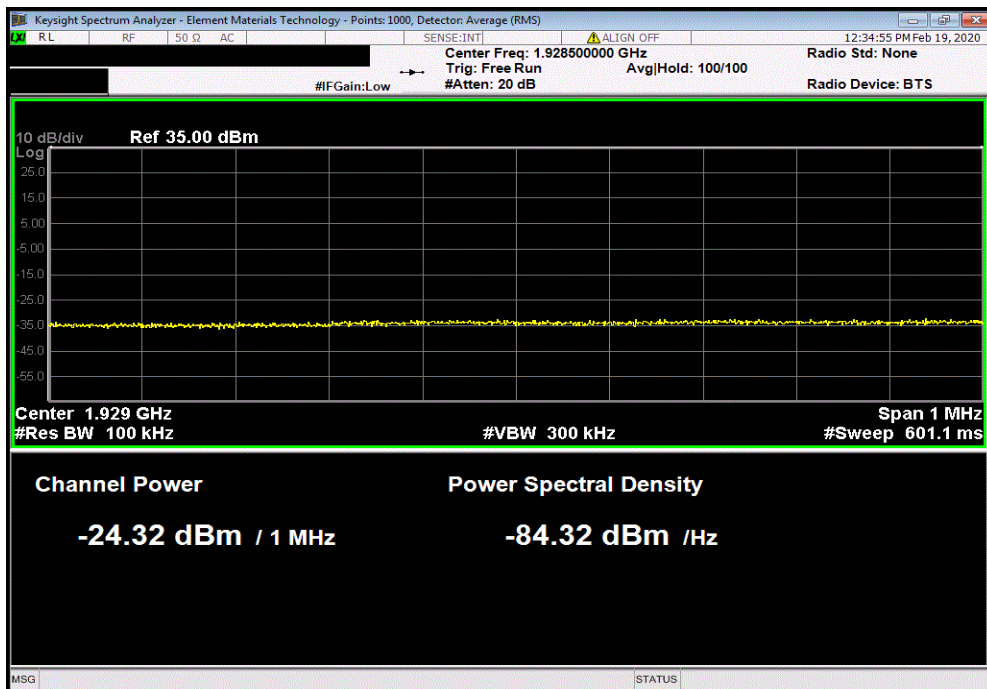 Keysight Spectrum Analyzer - Element Materials Technology - Points: 1000, Detector: Average (RMS)
LXI RL RF 50 Ω AC SENSE:INT ALIGN OFF 12:34:55 PM Feb 19, 2020
Center Freq: 1.928500000 GHz Radio Std: None
Trig: Free Run Avg|Hold: 100/100
#IFGain:Low #Atten: 20 dB Radio Device: BTS
10 dB/div Ref 35.00 dBm
Log
25.0
15.0
5.00
-5.00
-15.0
-25.0
-35.0
-45.0
-55.0
Center 1.929 GHz Span 1 MHz
#Res BW 100 kHz #VBW 300 kHz #Sweep 601.1 ms
Channel Power Power Spectral Density
-24.32 dBm / 1 MHz -84.32 dBm /Hz
MSG STATUS